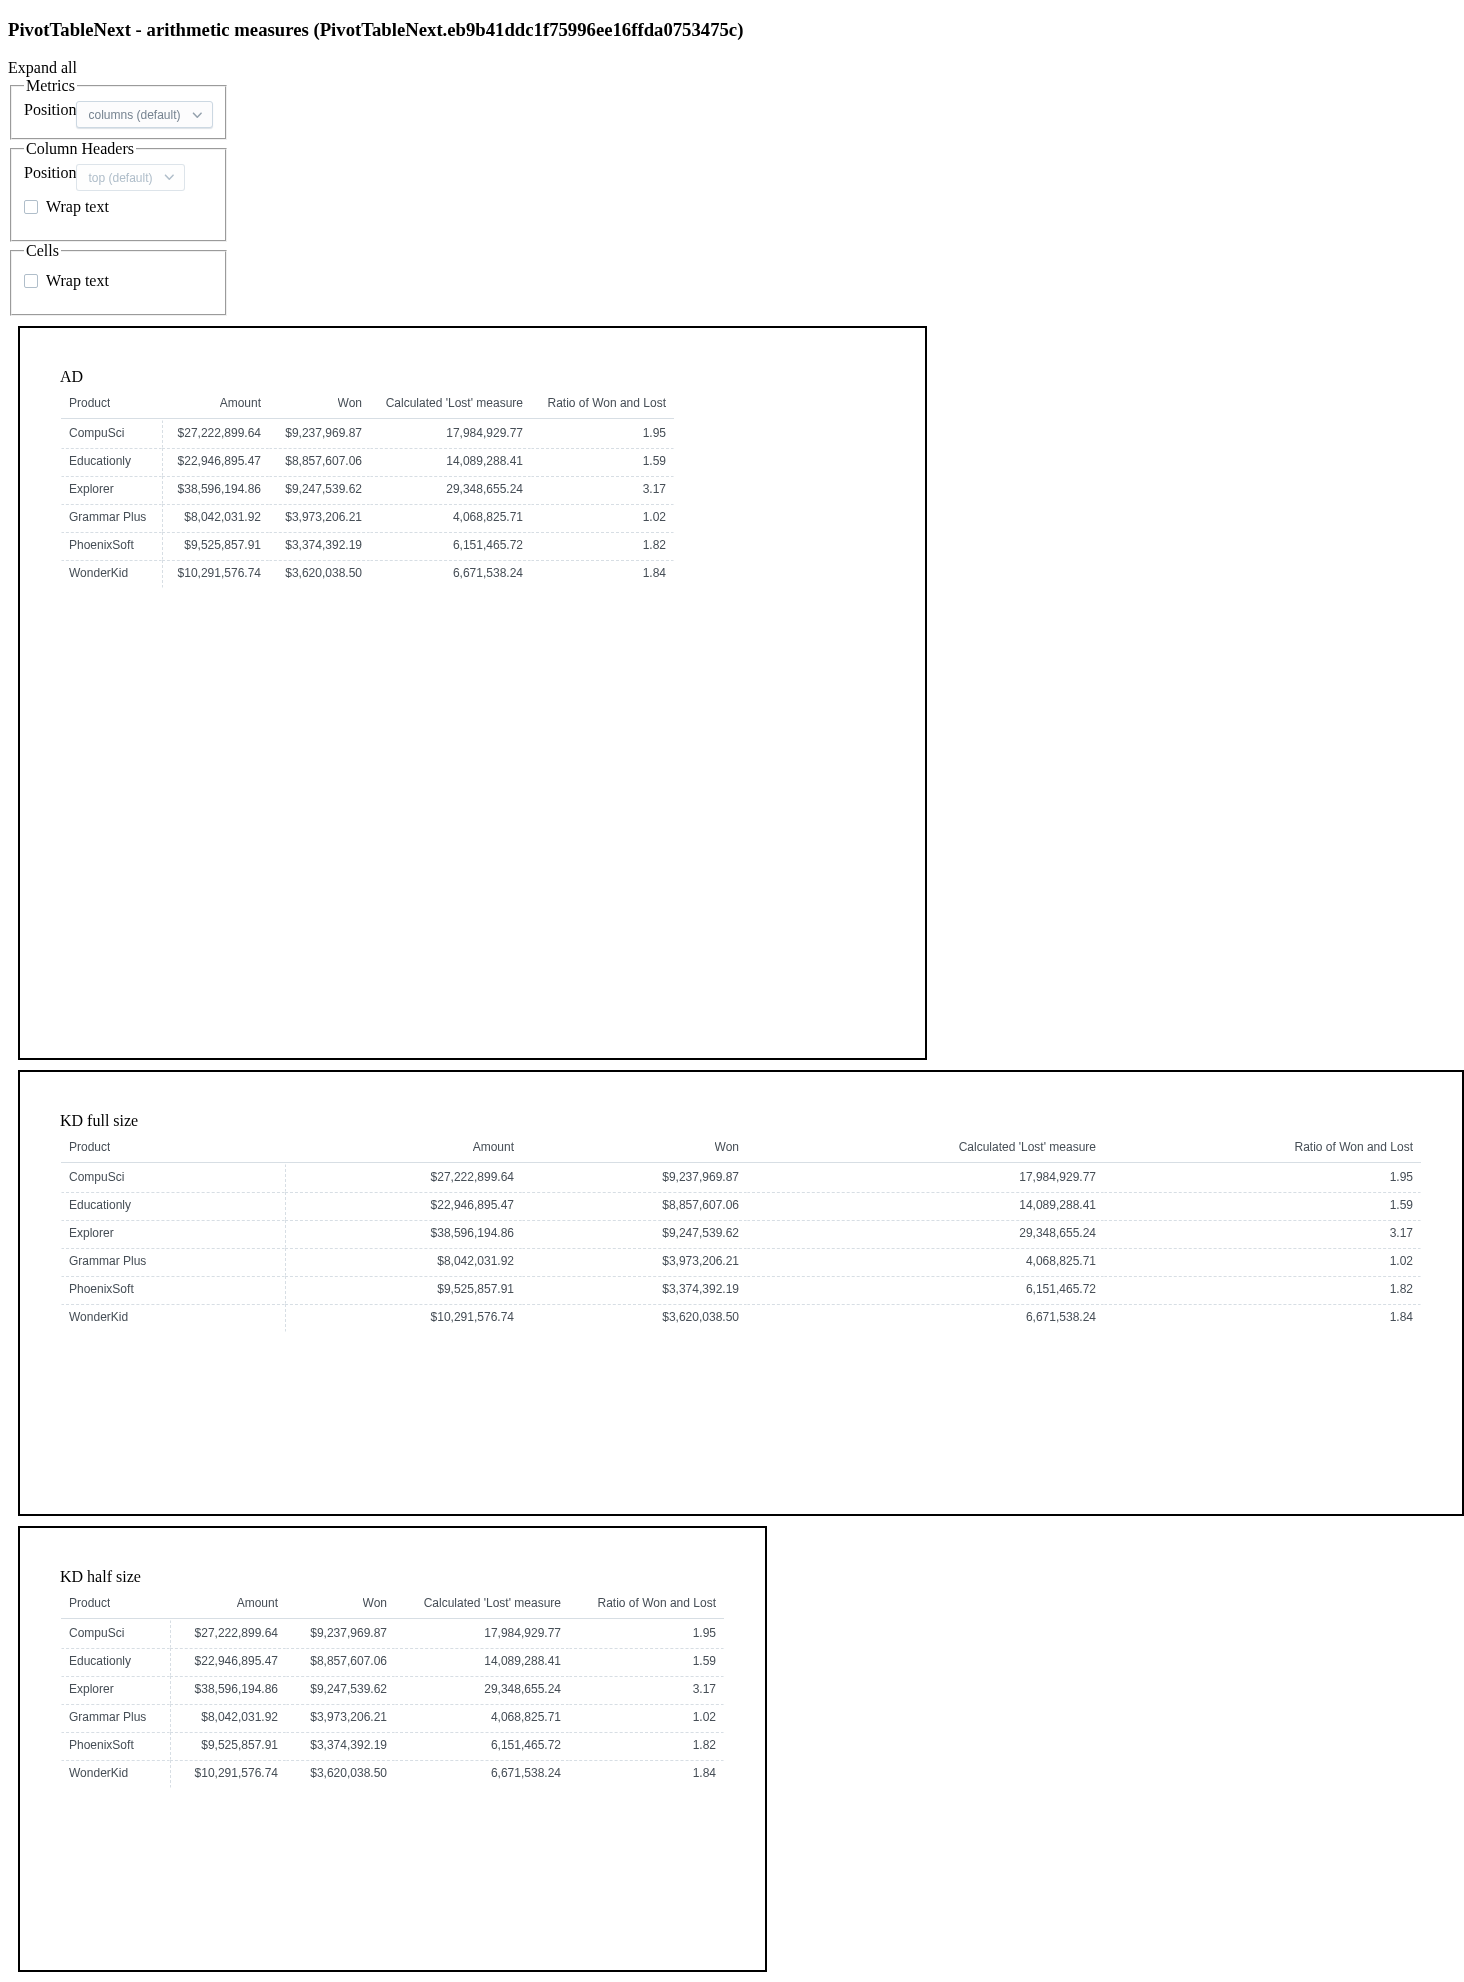 PivotTableNext - arithmetic measures (PivotTableNext.eb9b41ddc1f75996ee16ffda0753475c)
Expand all
Metrics
Position columns (default)
Column Headers
Position top (default)
Wrap text
Cells
Wrap text
AD
Product Amount Won Calculated 'Lost' measure Ratio of Won and Lost
CompuSci $27,222,899.64 $9,237,969.87 17,984,929.77 1.95
Educationly $22,946,895.47 $8,857,607.06 14,089,288.41 1.59
Explorer $38,596,194.86 $9,247,539.62 29,348,655.24 3.17
Grammar Plus $8,042,031.92 $3,973,206.21 4,068,825.71 1.02
PhoenixSoft $9,525,857.91 $3,374,392.19 6,151,465.72 1.82
WonderKid $10,291,576.74 $3,620,038.50 6,671,538.24 1.84
KD full size
Product Amount Won Calculated 'Lost' measure Ratio of Won and Lost
CompuSci $27,222,899.64 $9,237,969.87 17,984,929.77 1.95
Educationly $22,946,895.47 $8,857,607.06 14,089,288.41 1.59
Explorer $38,596,194.86 $9,247,539.62 29,348,655.24 3.17
Grammar Plus $8,042,031.92 $3,973,206.21 4,068,825.71 1.02
PhoenixSoft $9,525,857.91 $3,374,392.19 6,151,465.72 1.82
WonderKid $10,291,576.74 $3,620,038.50 6,671,538.24 1.84
KD half size
Product Amount Won Calculated 'Lost' measure Ratio of Won and Lost
CompuSci $27,222,899.64 $9,237,969.87 17,984,929.77 1.95
Educationly $22,946,895.47 $8,857,607.06 14,089,288.41 1.59
Explorer $38,596,194.86 $9,247,539.62 29,348,655.24 3.17
Grammar Plus $8,042,031.92 $3,973,206.21 4,068,825.71 1.02
PhoenixSoft $9,525,857.91 $3,374,392.19 6,151,465.72 1.82
WonderKid $10,291,576.74 $3,620,038.50 6,671,538.24 1.84